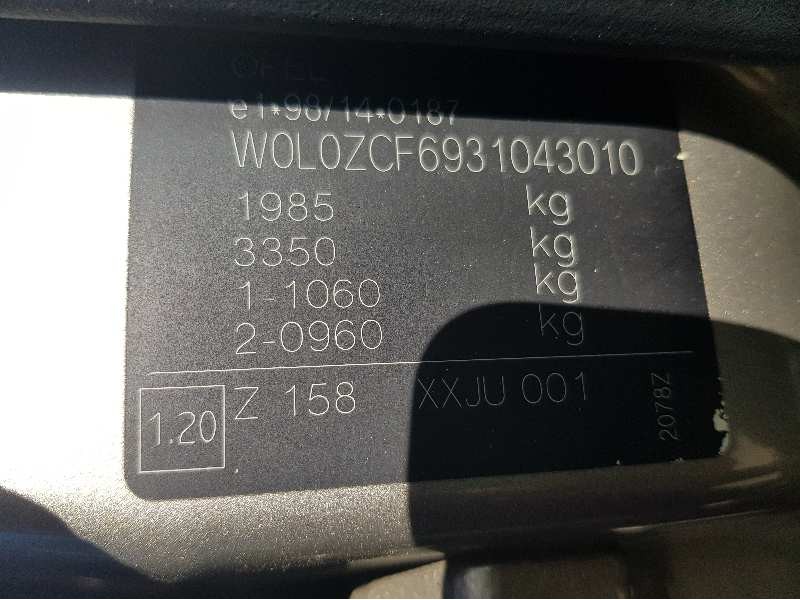 OPEL
e1*98/14*0187
W0L0ZCF6931043010
1985 kg
3350 kg
1-1060 kg
2-0960 kg
1.20 Z 158 XXJU 001
2078Z